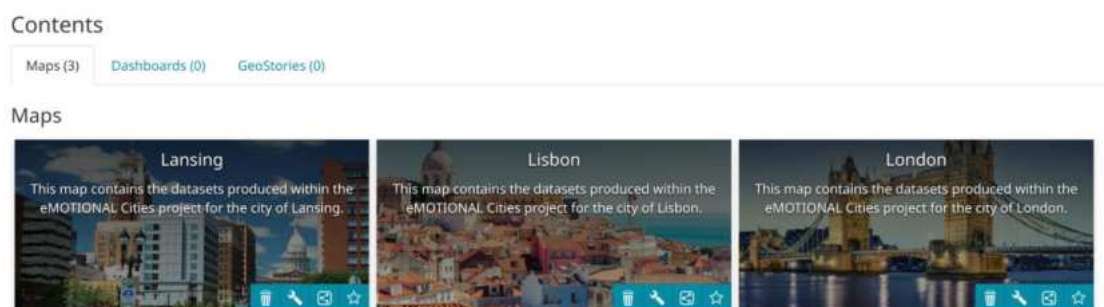 Contents
Maps (3) Dashboards (0) GeoStories (0)
Maps
Lansing
This map contains the datasets produced within the
eMOTIONAL Cities project for the city of Lansing.
Lisbon
This map contains the datasets produced within the
eMOTIONAL Cities project for the city of Lisbon.
London
This map contains the datasets produced within the
eMOTIONAL Cities project for the city of London.